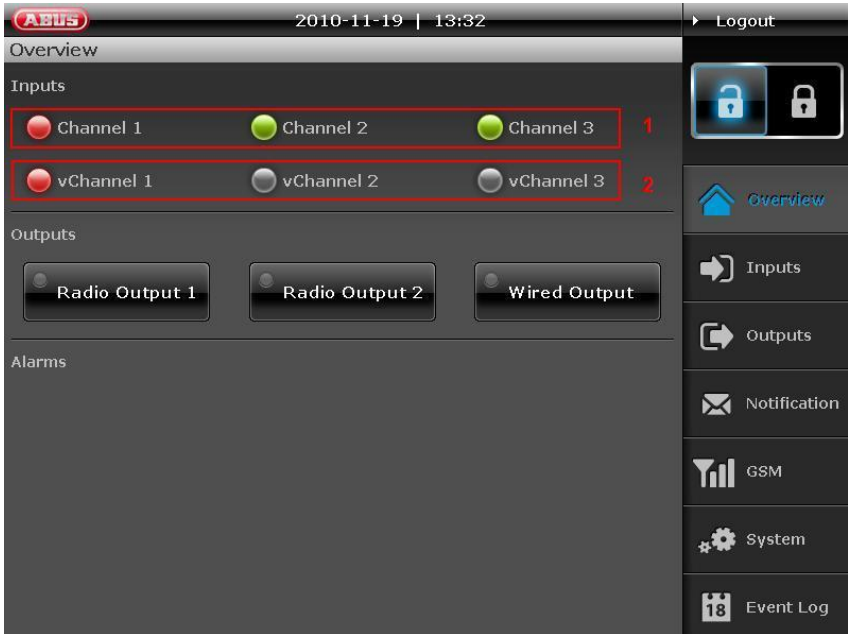 ABUS
2010-11-19 | 13:32
Logout
Overview
Inputs
Channel 1 Channel 2 Channel 3 1
vChannel 1 vChannel 2 vChannel 3 2
Outputs
Radio Output 1 Radio Output 2 Wired Output
Alarms
Overview
Inputs
Outputs
Notification
GSM
System
18 Event Log